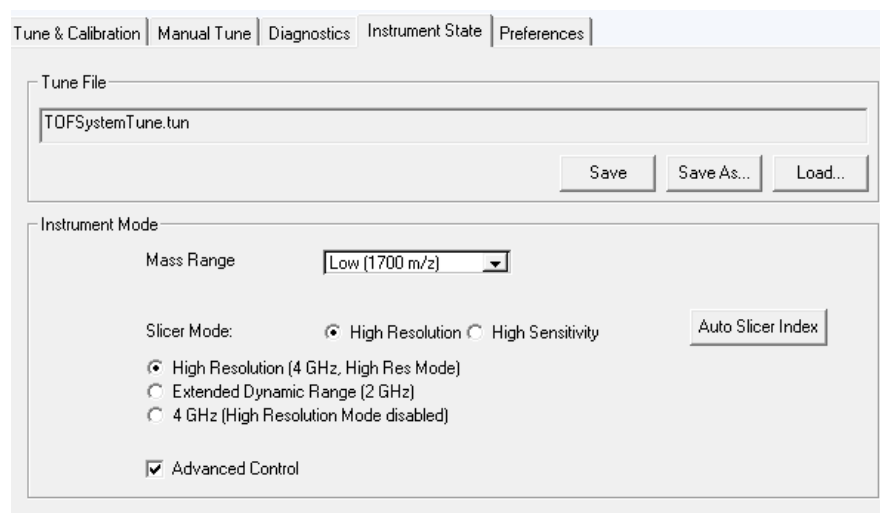 Tune & Calibration Manual Tune Diagnostics Instrument State Preferences
Tune File
TOFSystemTune.tun
Save Save As... Load...
Instrument Mode
Mass Range Low (1700 m/z)
Slicer Mode: High Resolution High Sensitivity Auto Slicer Index
High Resolution (4 GHz, High Res Mode)
Extended Dynamic Range (2 GHz)
4 GHz (High Resolution Mode disabled)
Advanced Control